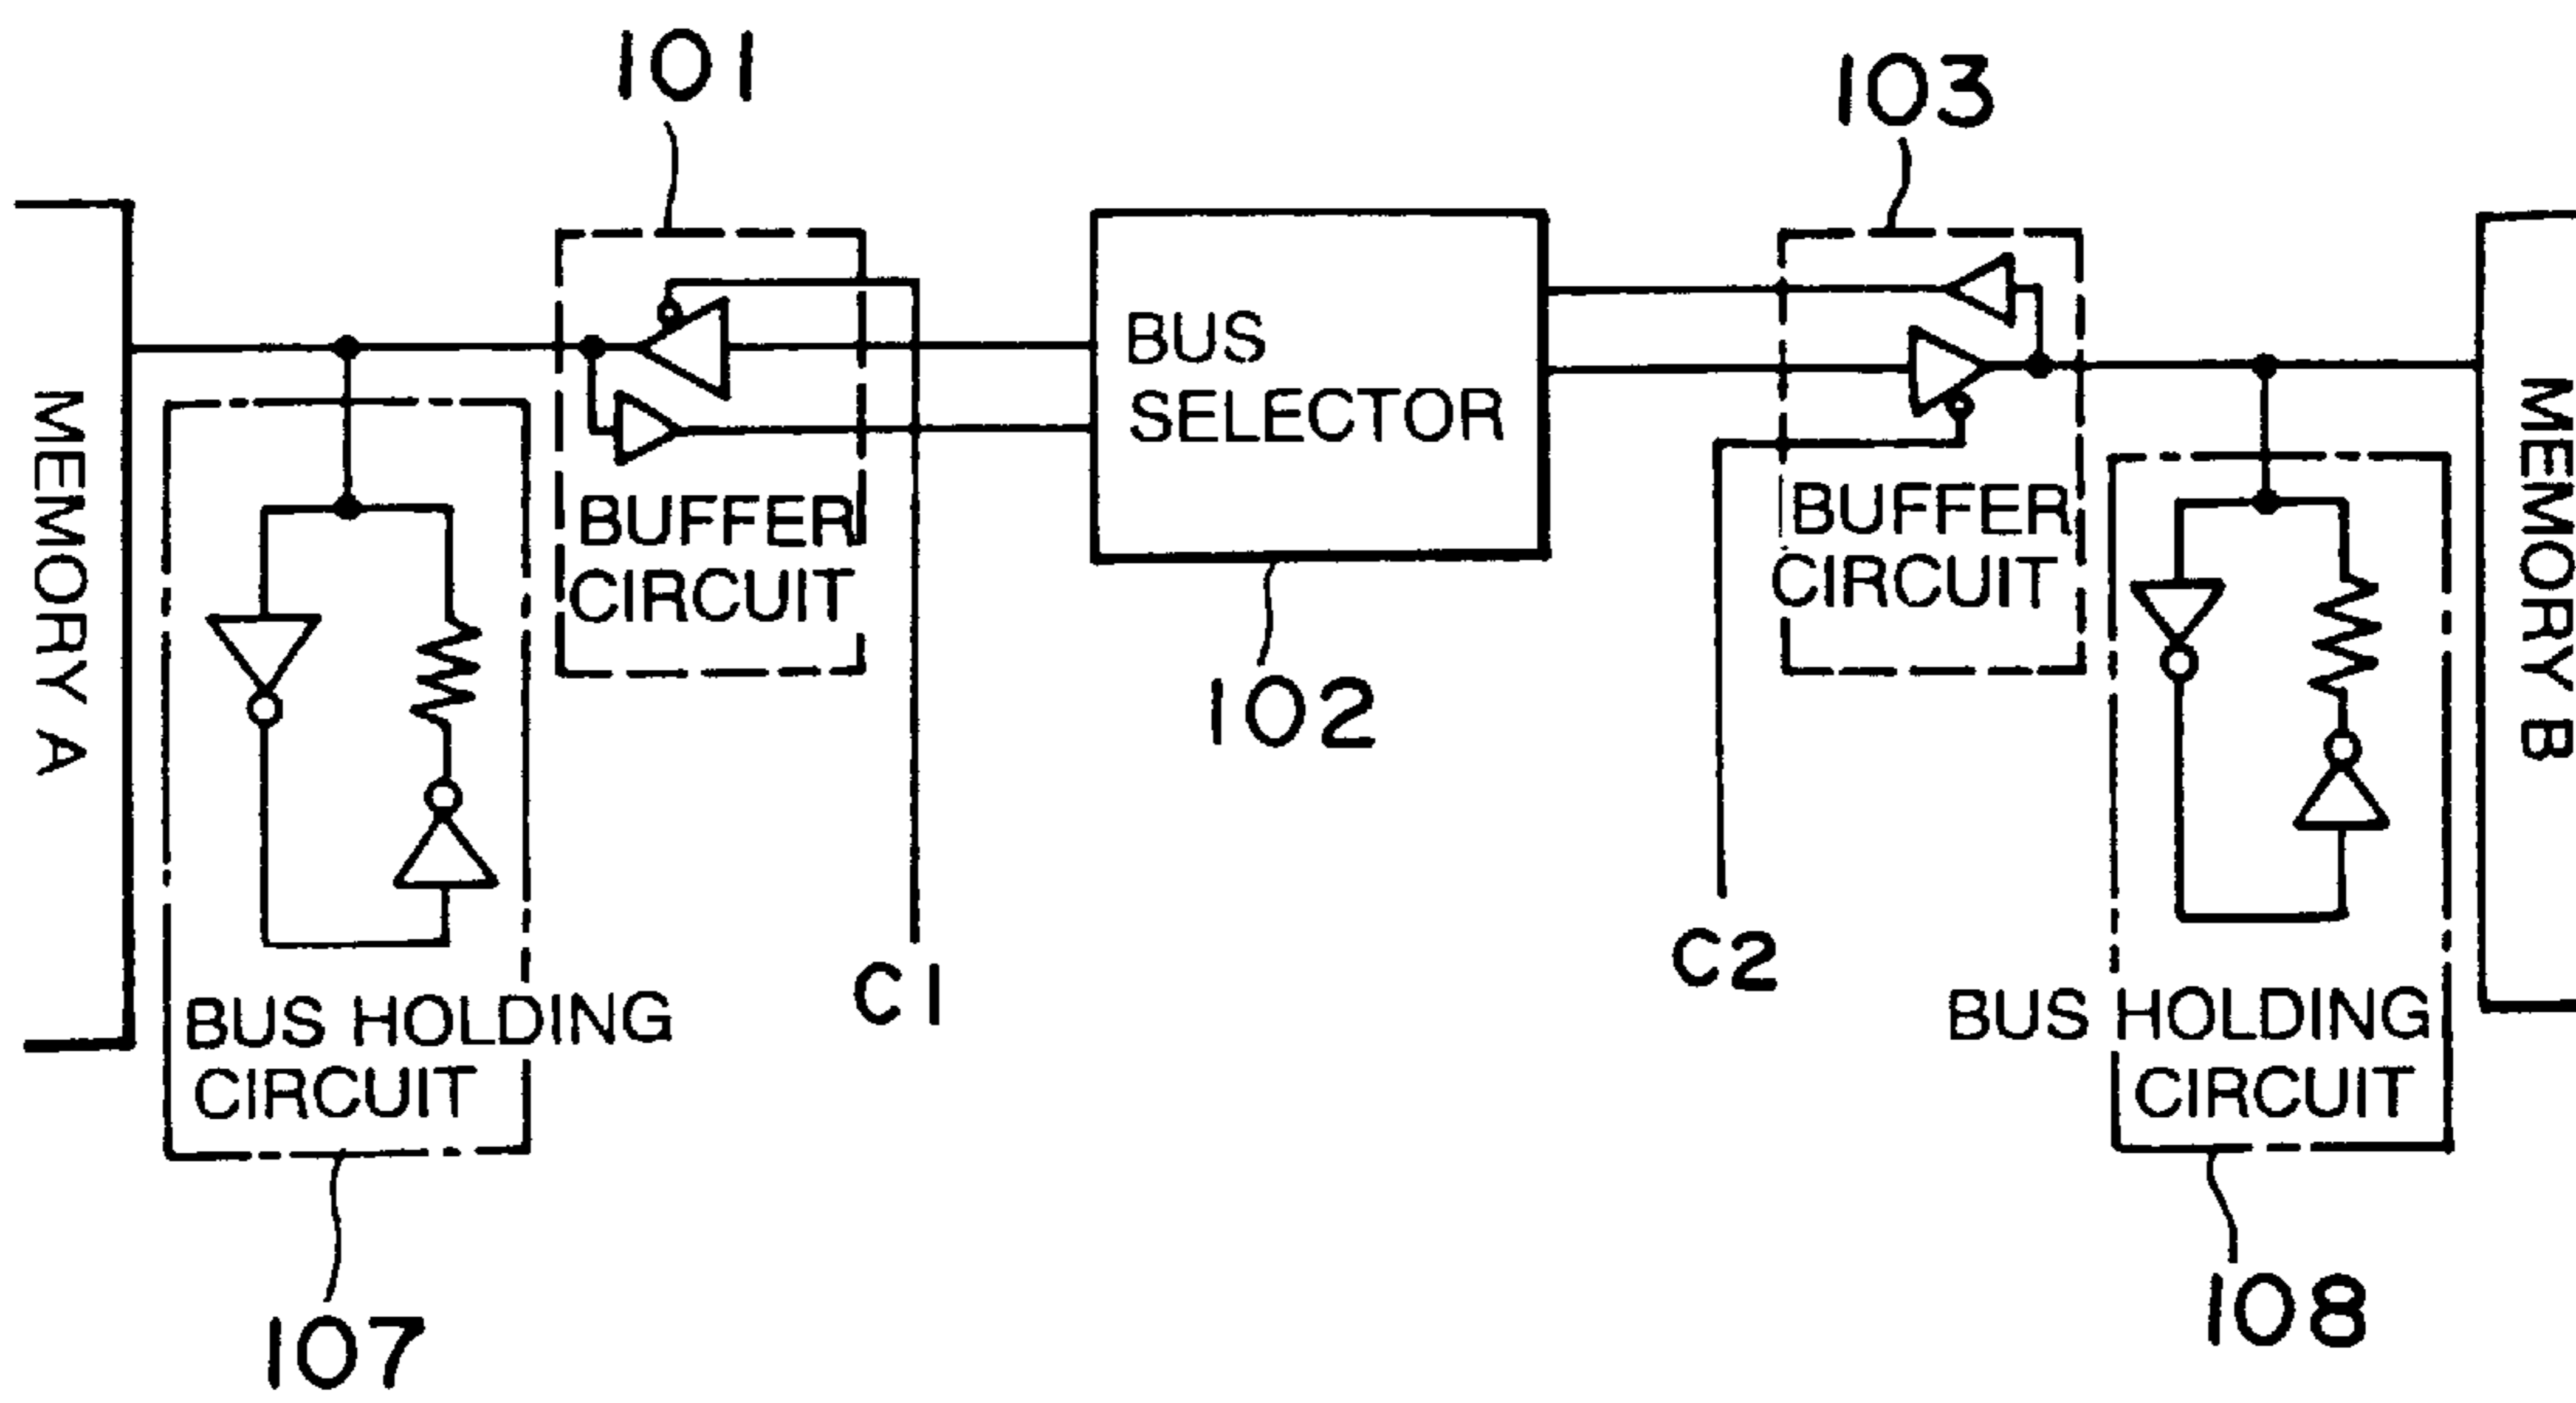 101
103
MEMORY A
BUS
SELECTOR
BUFFER
CIRCUIT
BUFFER
CIRCUIT
MEMORY B
102
C1
C2
BUS HOLDING
CIRCUIT
BUS HOLDING
CIRCUIT
107
108